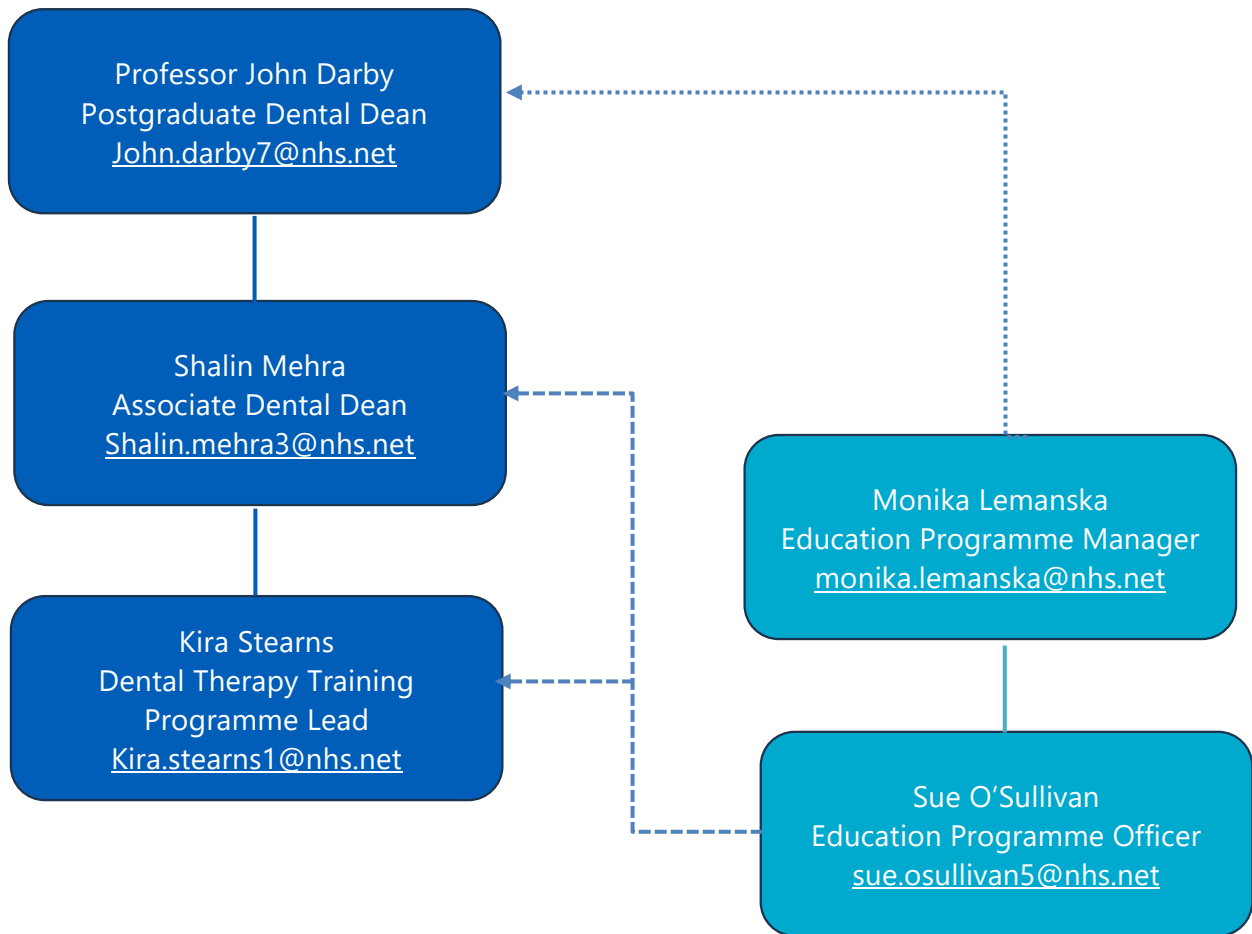 Professor John Darby
Postgraduate Dental Dean
John.darby7@nhs.net
Shalin Mehra
Associate Dental Dean
Shalin.mehra3@nhs.net
Kira Stearns
Dental Therapy Training
Programme Lead
Kira.stearns1@nhs.net
Monika Lemanska
Education Programme Manager
monika.lemanska@nhs.net
Sue O’Sullivan
Education Programme Officer
sue.osullivan5@nhs.net